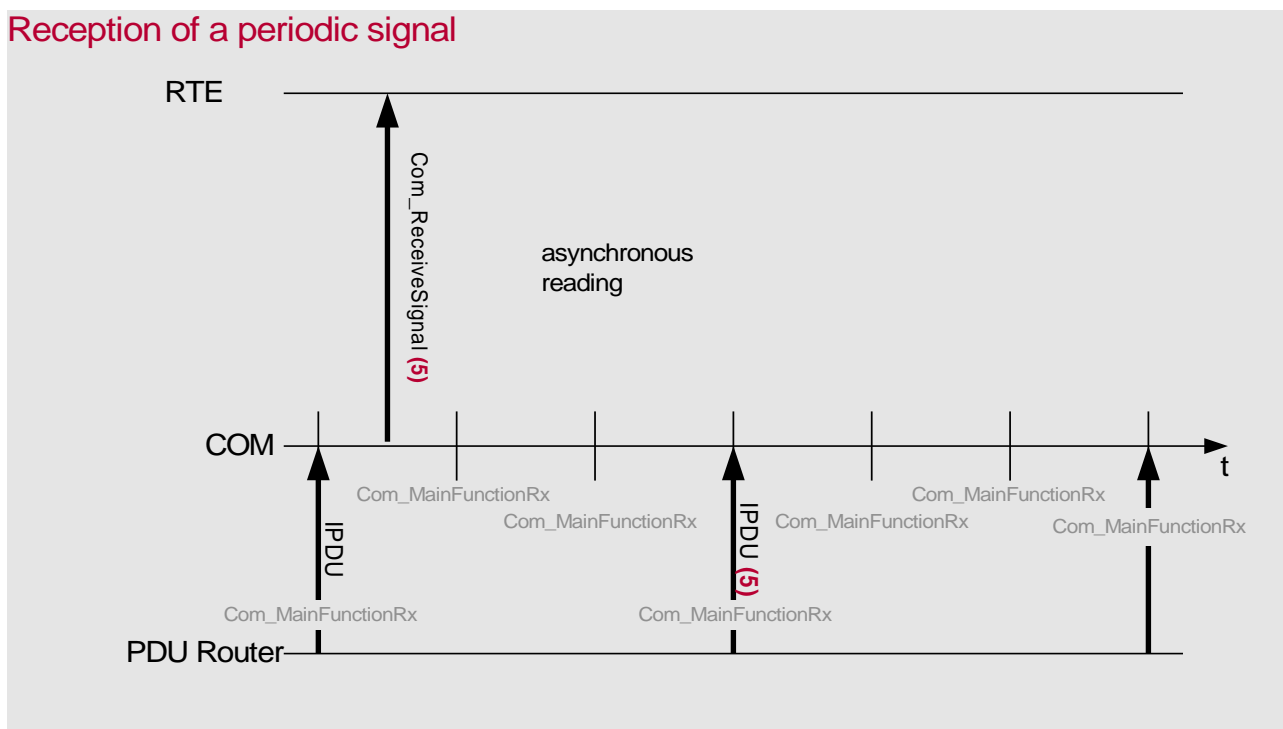 Reception of a periodic signal
RTE
Com_ReceiveSignal (5)
asynchronous
reading
COM
t
Com_MainFunctionRx
Com_MainFunctionRx
Com_MainFunctionRx
Com_MainFunctionRx
Com_MainFunctionRx
IPDU
IPDU (5)
Com_MainFunctionRx
Com_MainFunctionRx
PDU Router